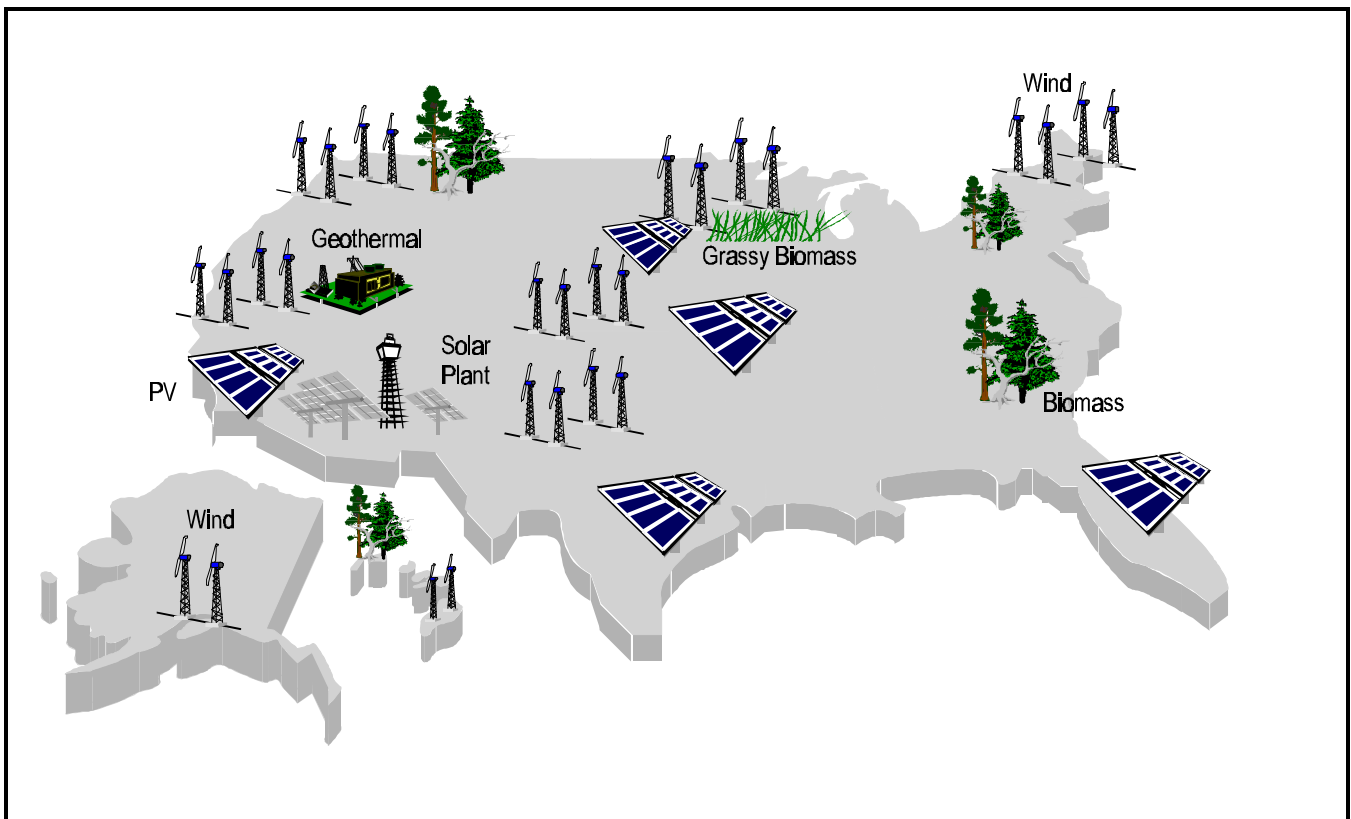 Wind
Geothermal
Grassy Biomass
Solar
Plant
PV
Biomass
Wind